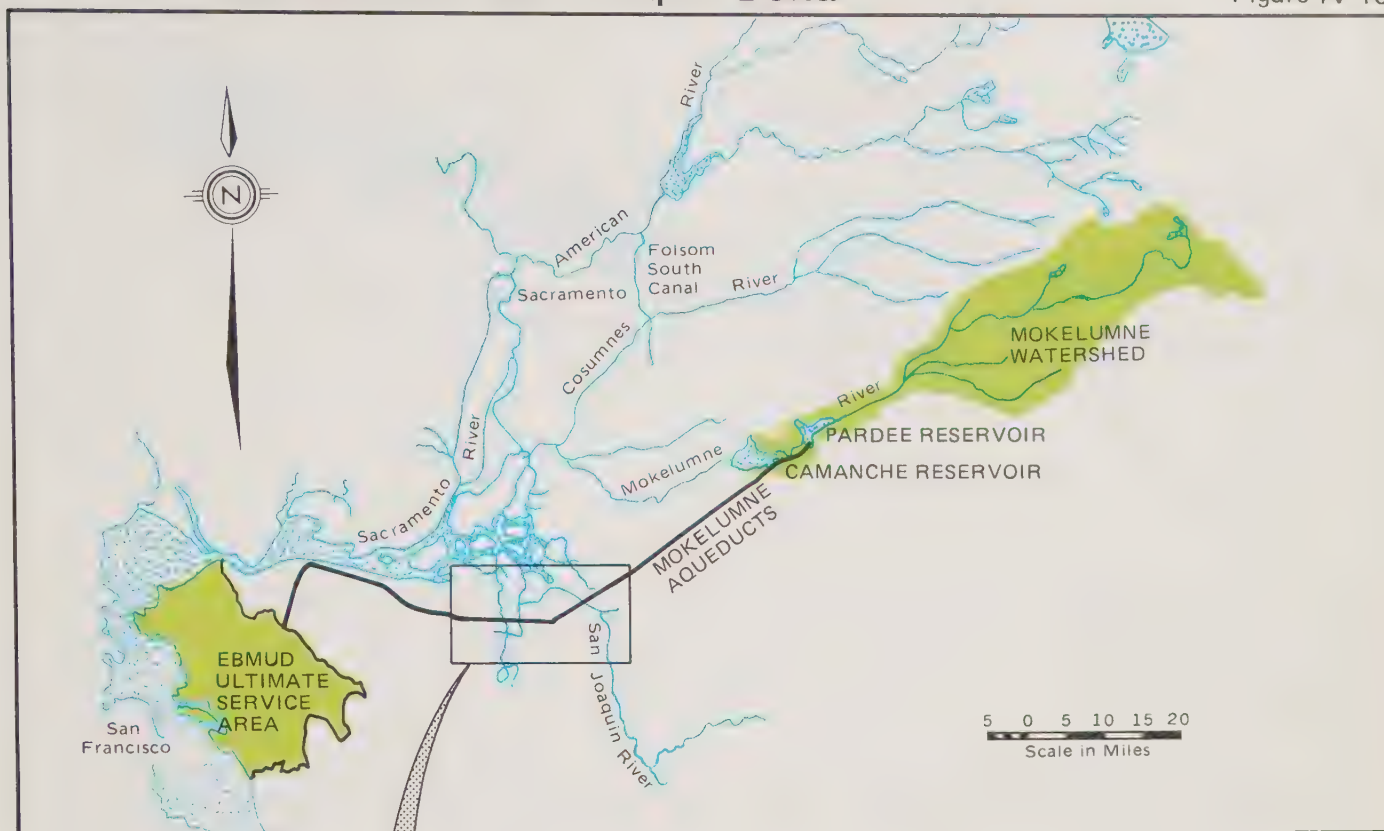 N
River
American
Folsom
South
Canal
Sacramento
River
Cosumnes
MOKELUMNE
WATERSHED
River
River
PARDEE RESERVOIR
Mokelumne
CAMANCHE RESERVOIR
Sacramento
MOKELUMNE
AQUEDUCTS
EBMUD
ULTIMATE
SERVICE
AREA
San
Francisco
San Joaquin River
5 0 5 10 15 20
Scale in Miles